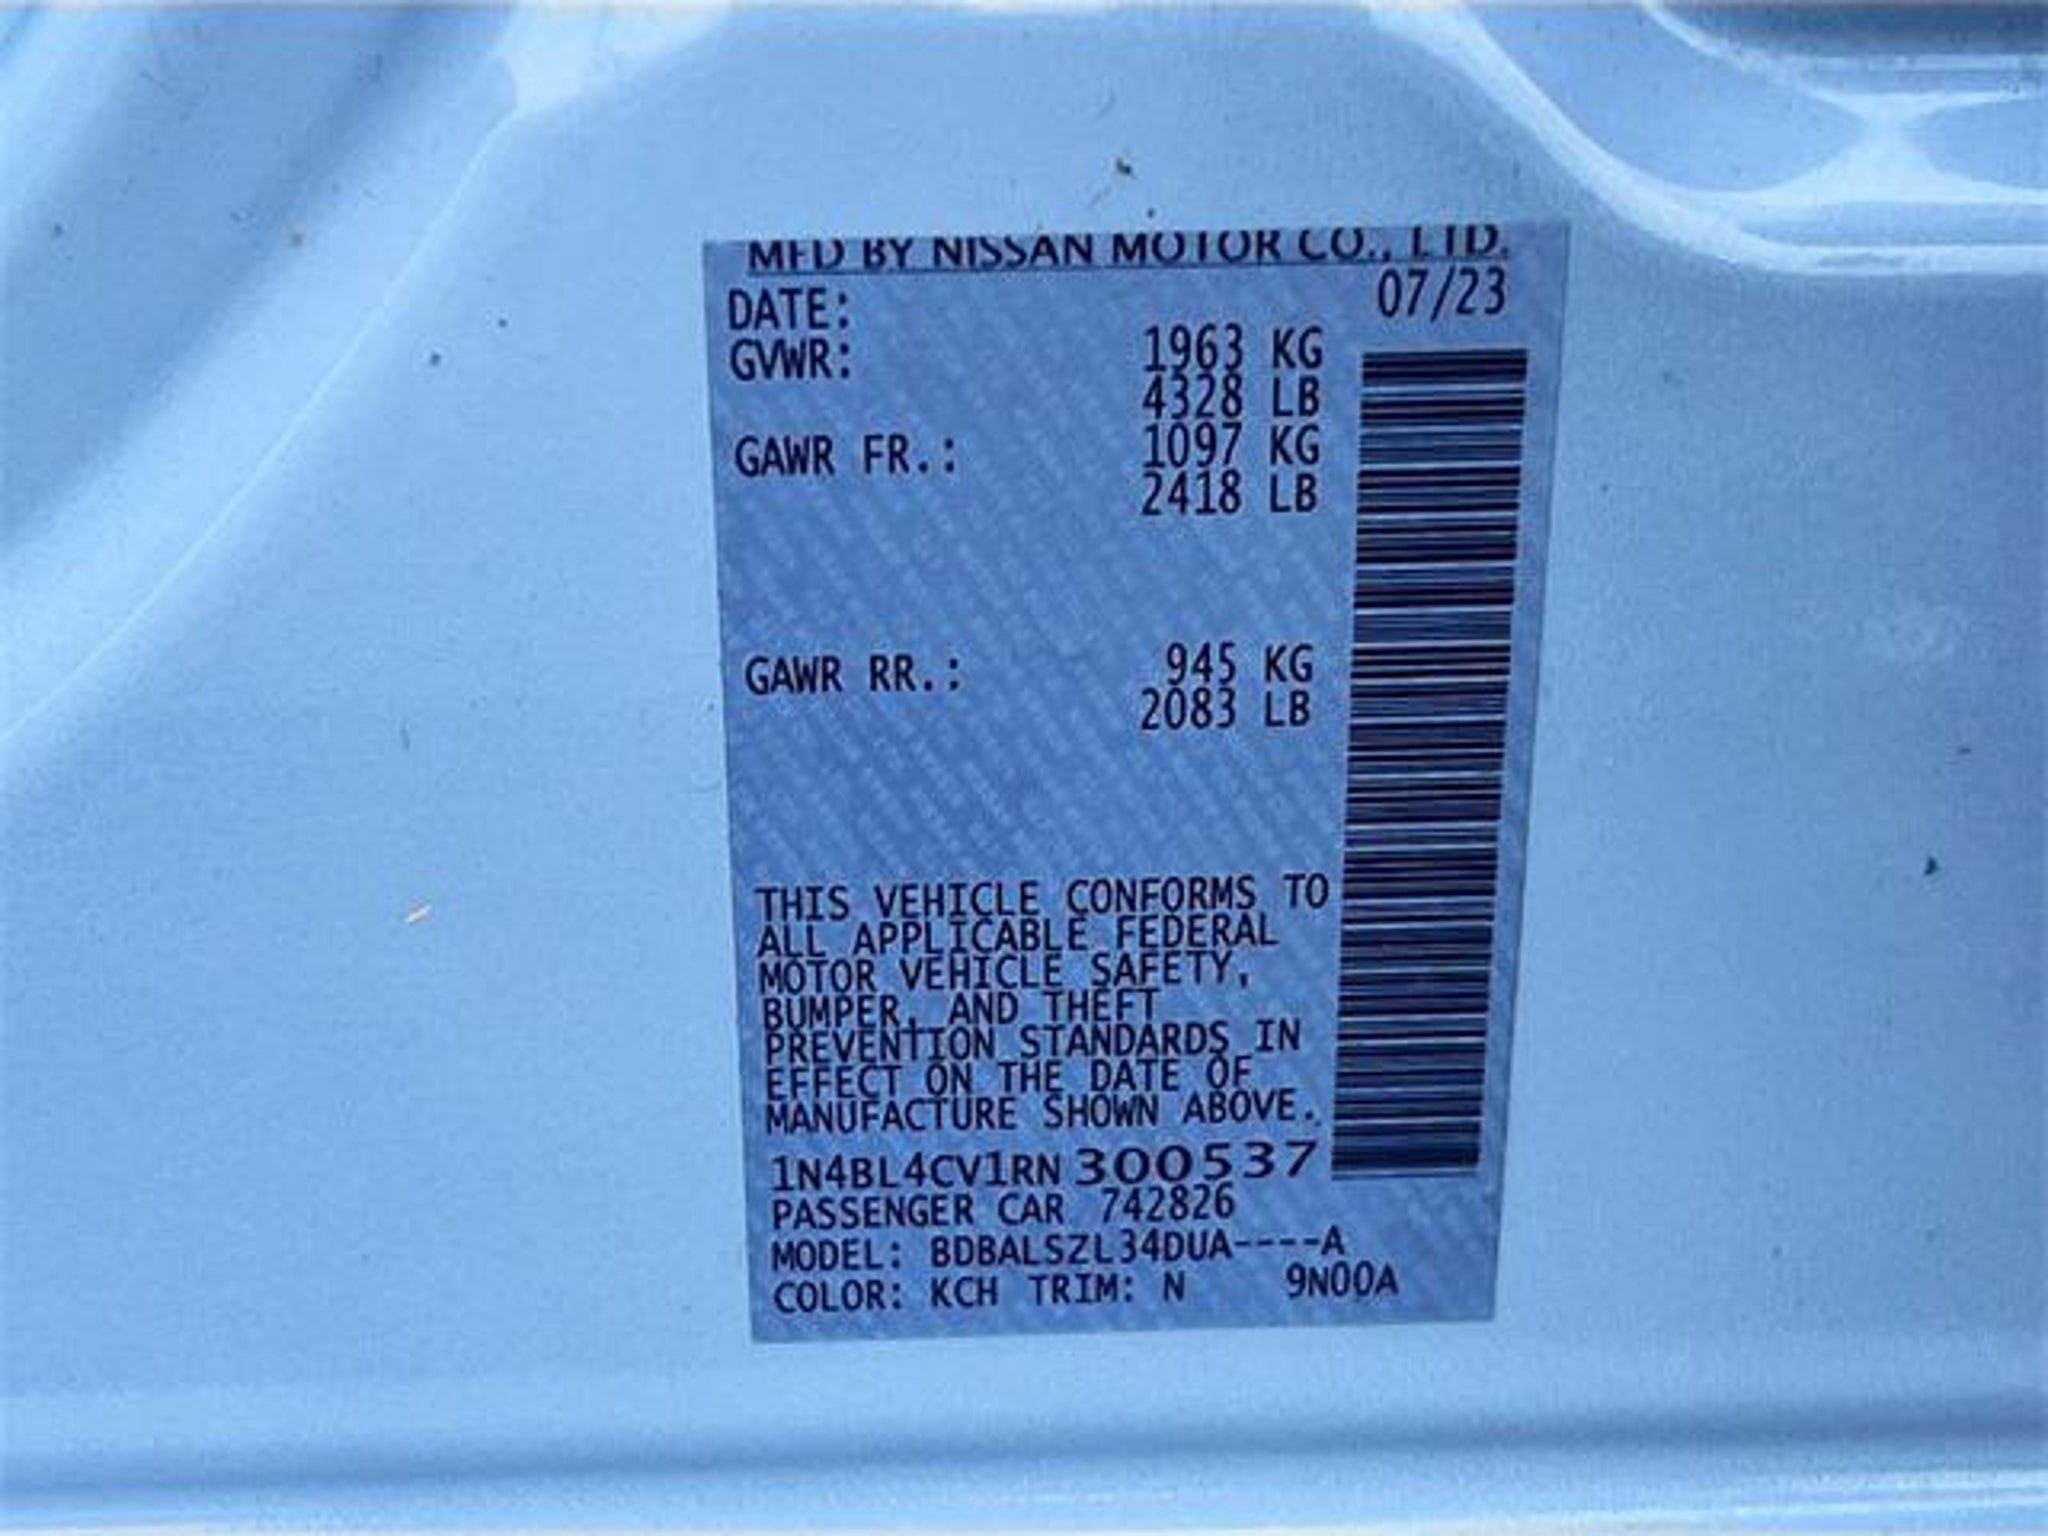 MFD BY NISSAN MOTOR CO., LTD.
DATE: 07/23
GVWR: 1963 KG
4328 LB
GAWR FR.: 1097 KG
2418 LB
GAWR RR.: 945 KG
2083 LB
THIS VEHICLE CONFORMS TO
ALL APPLICABLE FEDERAL
MOTOR VEHICLE SAFETY,
BUMPER, AND THEFT
PREVENTION STANDARDS IN
EFFECT ON THE DATE OF
MANUFACTURE SHOWN ABOVE.
1N4BL4CV1RN300537
PASSENGER CAR 742826
MODEL: BDBALSZL34DUA----A
COLOR: KCH TRIM: N 9N00A